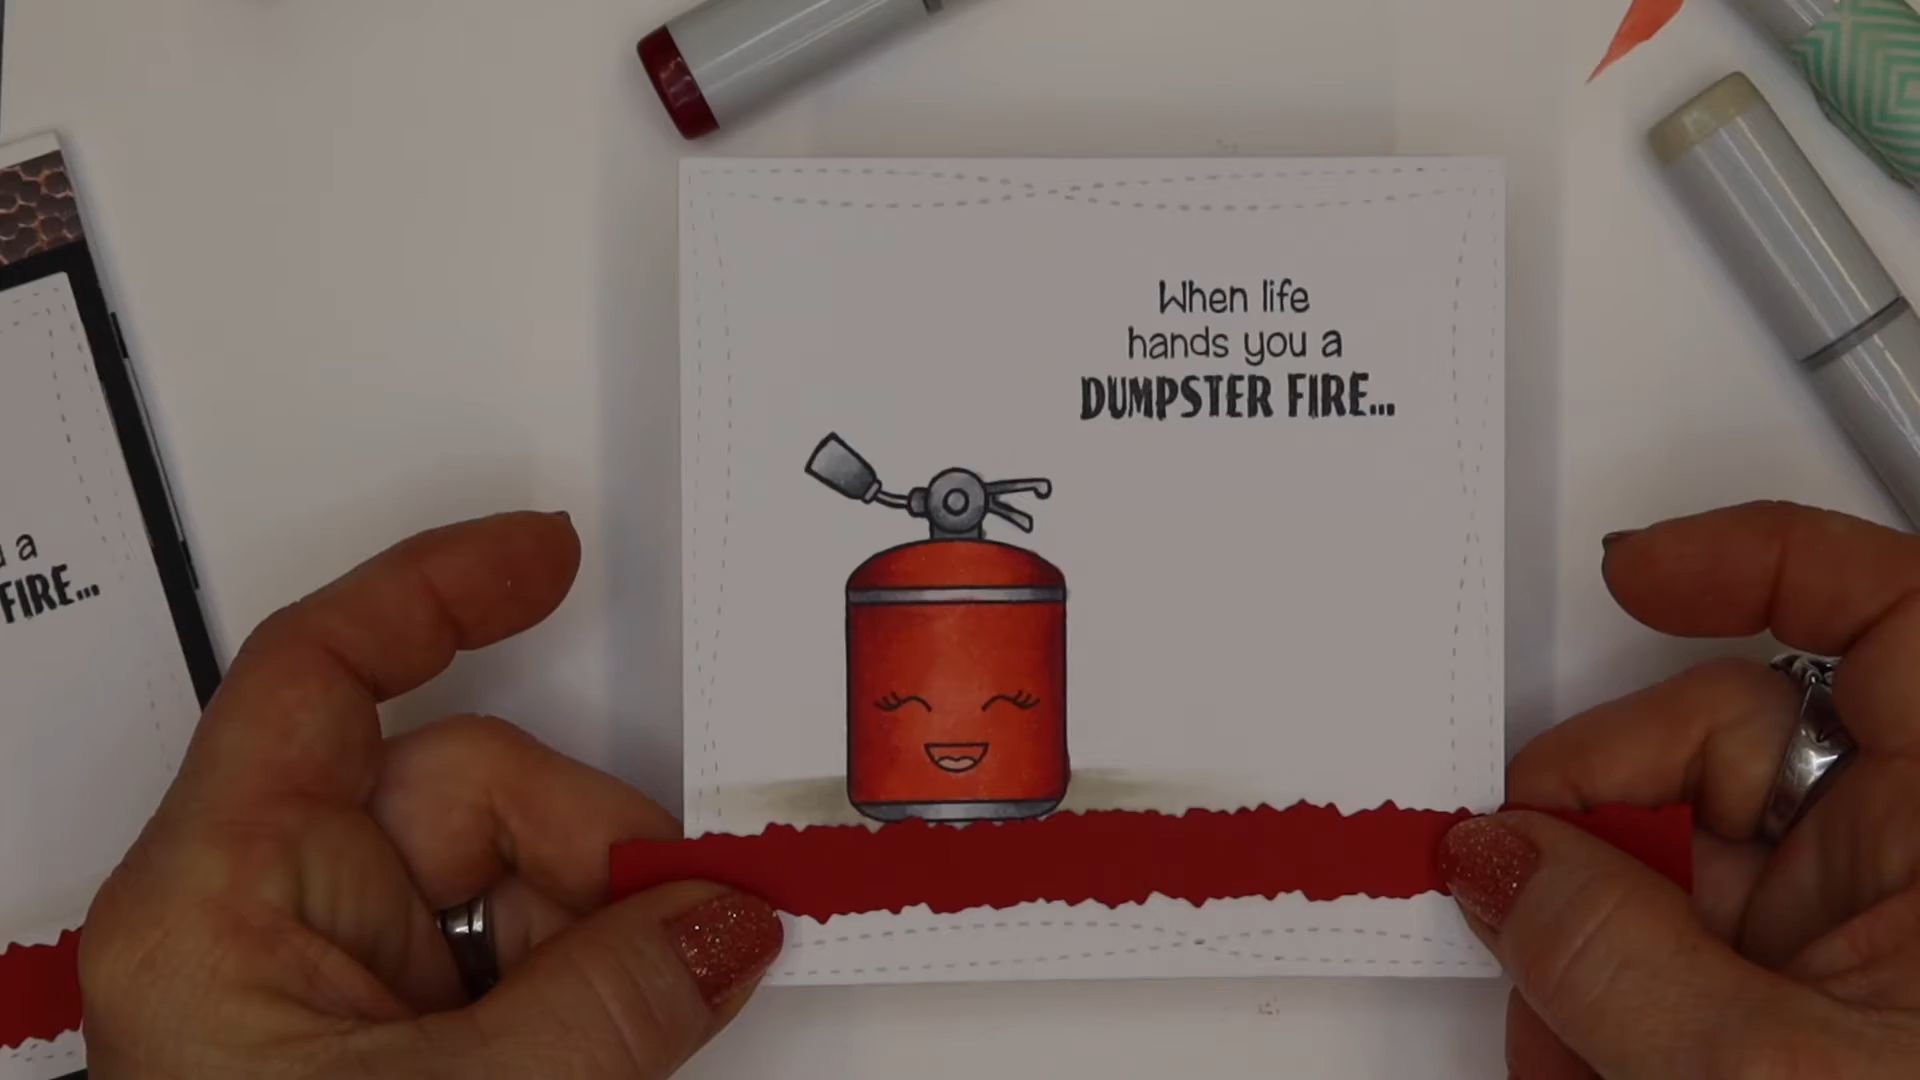 When life
hands you a
DUMPSTER FIRE...
a
FIRE...